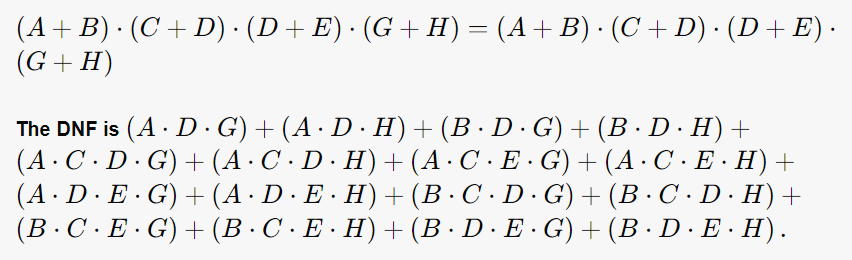 (A + B) · (C + D) · (D + E) · (G + H) = (A + B) · (C + D) · (D + E) ·
(G + H)
The DNF is (A · D · G) + (A · D · H) + (B · D · G) + (B · D · H) +
(A · C · D · G) + (A · C · D · H) + (A · C · E · G) + (A · C · E · H) +
(A · D · E · G) + (A · D · E · H) + (B · C · D · G) + (B · C · D · H) +
(B · C · E · G) + (B · C · E · H) + (B · D · E · G) + (B · D · E · H) .